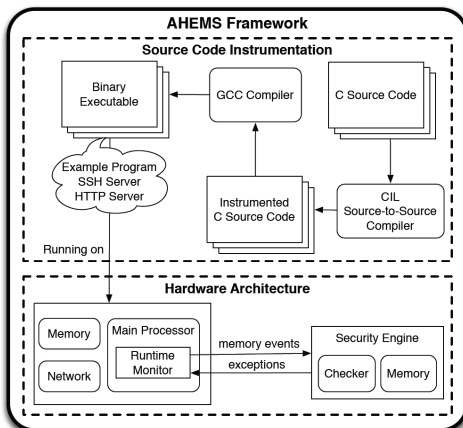 AHEMS Framework
Source Code Instrumentation
Binary
Executable
GCC Compiler
C Source Code
Example Program
SSH Server
HTTP Server
Instrumented
C Source Code
CIL
Source-to-Source
Compiler
Running on
Hardware Architecture
Memory
Network
Main Processor
Runtime
Monitor
memory events
exceptions
Security Engine
Checker
Memory